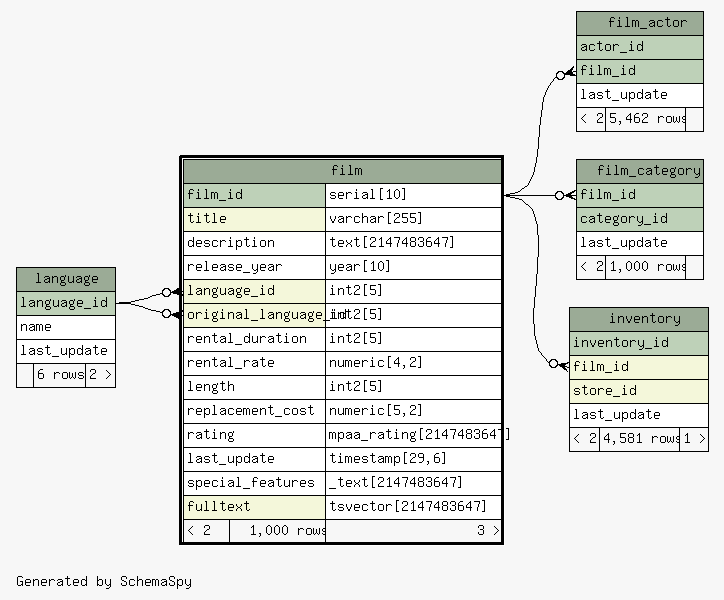 film_actor
actor_id
film_id
last_update
< 2 5,462 rows
film
film_id serial[10]
title varchar[255]
description text[2147483647]
release_year year[10]
language_id int2[5]
original_language_id int2[5]
rental_duration int2[5]
rental_rate numeric[4,2]
length int2[5]
replacement_cost numeric[5,2]
rating mpaa_rating[2147483647]
last_update timestamp[29,6]
special_features _text[2147483647]
fulltext tsvector[2147483647]
< 2 1,000 rows 3 >
film_category
film_id
category_id
last_update
< 2 1,000 rows
language
language_id
name
last_update
6 rows 2 >
inventory
inventory_id
film_id
store_id
last_update
< 2 4,581 rows 1 >
Generated by SchemaSpy